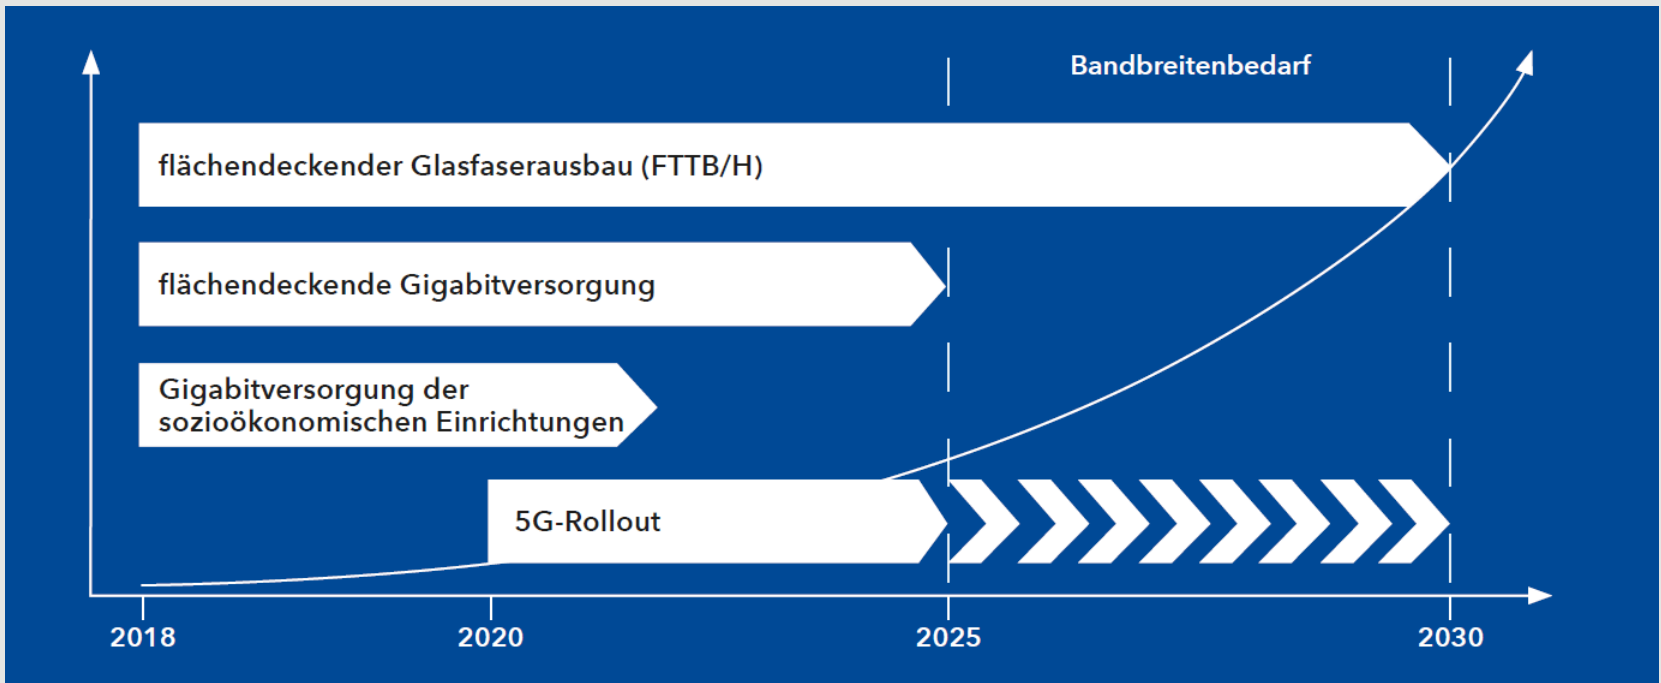 Bandbreitenbedarf
flächendeckender Glasfaserausbau (FTTB/H)
flächendeckende Gigabitversorgung
Gigabitversorgung der
sozioökonomischen Einrichtungen
5G-Rollout
2018 2020 2025 2030